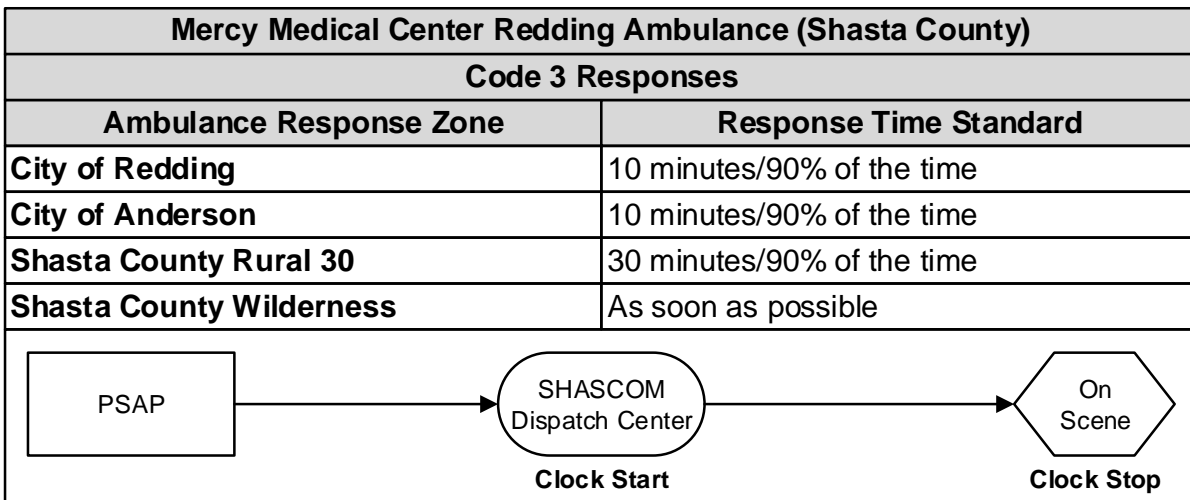 Mercy Medical Center Redding Ambulance (Shasta County)
Code 3 Responses
Ambulance Response Zone
Response Time Standard
City of Redding
10 minutes/90% of the time
City of Anderson
10 minutes/90% of the time
Shasta County Rural 30
30 minutes/90% of the time
Shasta County Wilderness
As soon as possible
PSAP
SHASCOM
Dispatch Center
On
Scene
Clock Start
Clock Stop